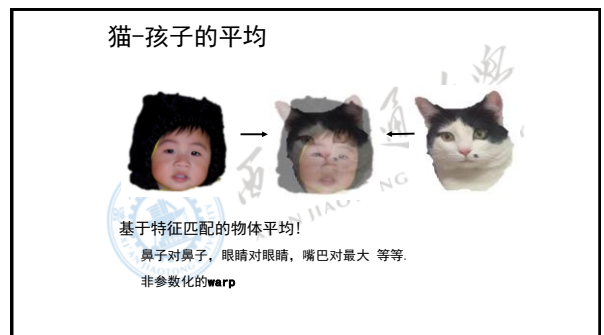 猫-孩子的平均
基于特征匹配的物体平均!
鼻子对鼻子, 眼睛对眼睛, 嘴巴对最大 等等.
非参数化的warp